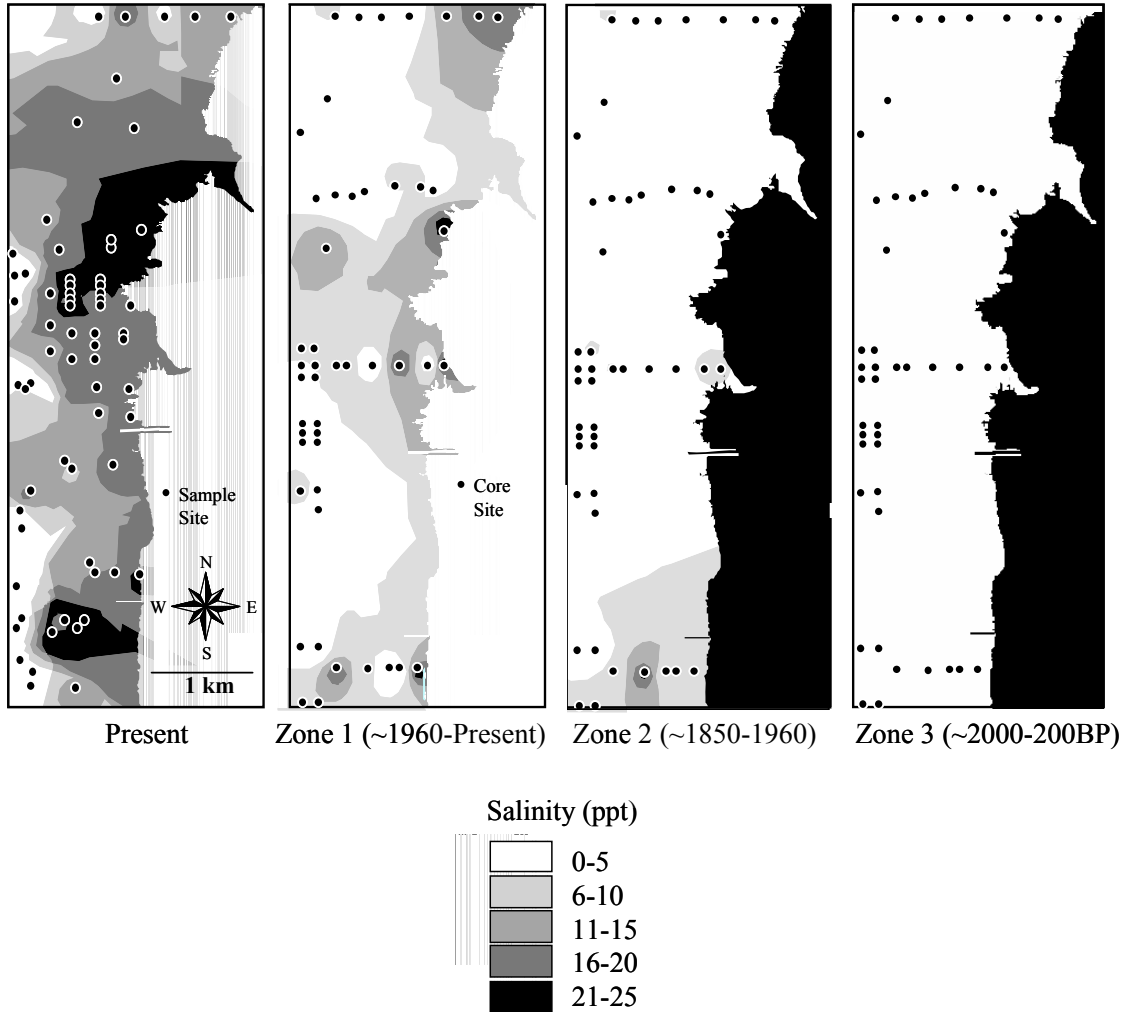 Sample
Site
N
W
E
S
1 km
Core
Site
Present
Zone 1 (~1960-Present)
Zone 2 (~1850-1960)
Zone 3 (~2000-200BP)
Salinity (ppt)
0-5
6-10
11-15
16-20
21-25